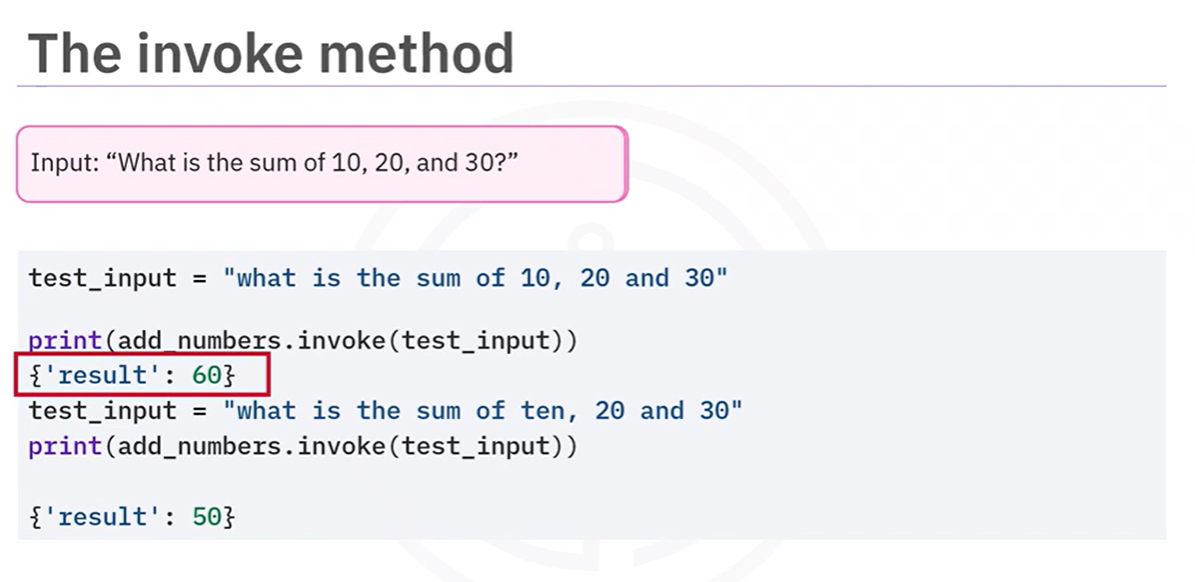 The invoke method
Input: “What is the sum of 10, 20, and 30?”
test_input = "what is the sum of 10, 20 and 30"
print(add_numbers.invoke(test_input))
{'result': 60}
test_input = "what is the sum of ten, 20 and 30"
print(add_numbers.invoke(test_input))
{'result': 50}